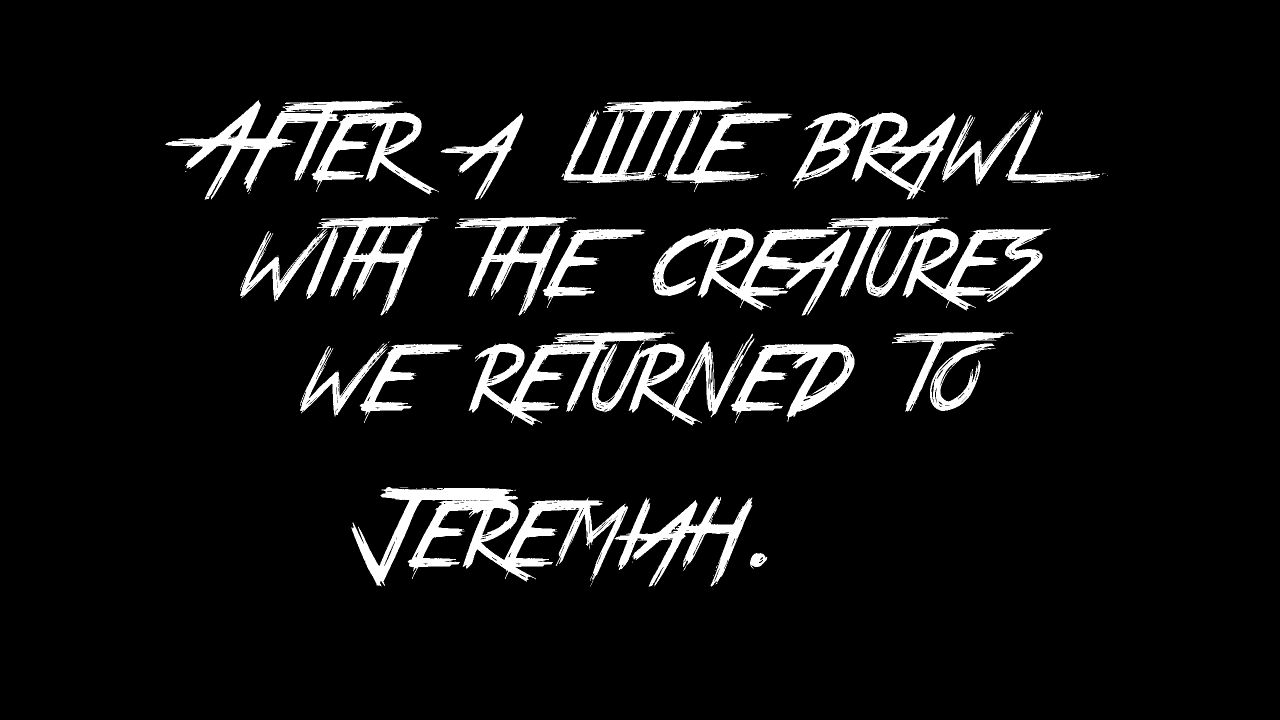 AFTER A LITTLE BRAWL
WITH THE CREATURES
WE RETURNED TO
JEREMIAH.